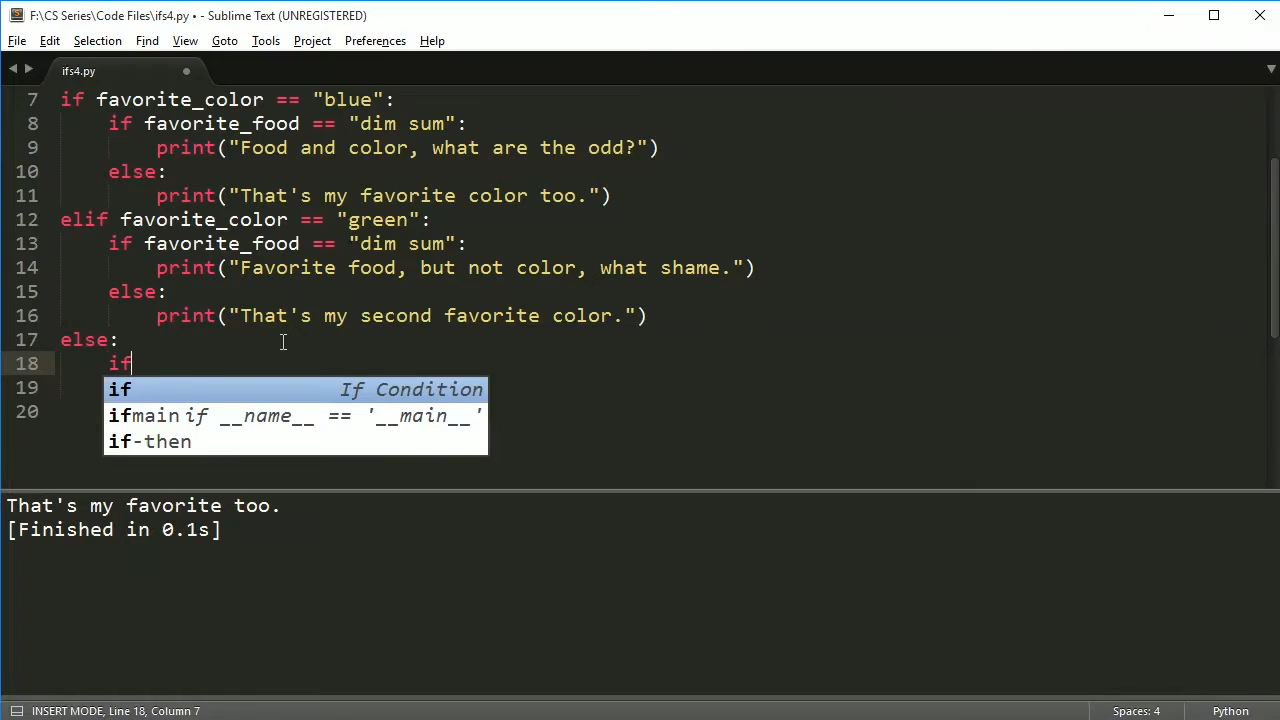 F:\CS Series\Code Files\ifs4.py • - Sublime Text (UNREGISTERED)
File Edit Selection Find View Goto Tools Project Preferences Help
ifs4.py
7 if favorite_color == "blue":
8 if favorite_food == "dim sum":
9 print("Food and color, what are the odd?")
10 else:
11 print("That's my favorite color too.")
12 elif favorite_color == "green":
13 if favorite_food == "dim sum":
14 print("Favorite food, but not color, what shame.")
15 else:
16 print("That's my second favorite color.")
17 else:
18 if
19 if If Condition
20 ifmain if __name__ == '__main__'
if-then
That's my favorite too.
[Finished in 0.1s]
INSERT MODE, Line 18, Column 7 Spaces: 4 Python